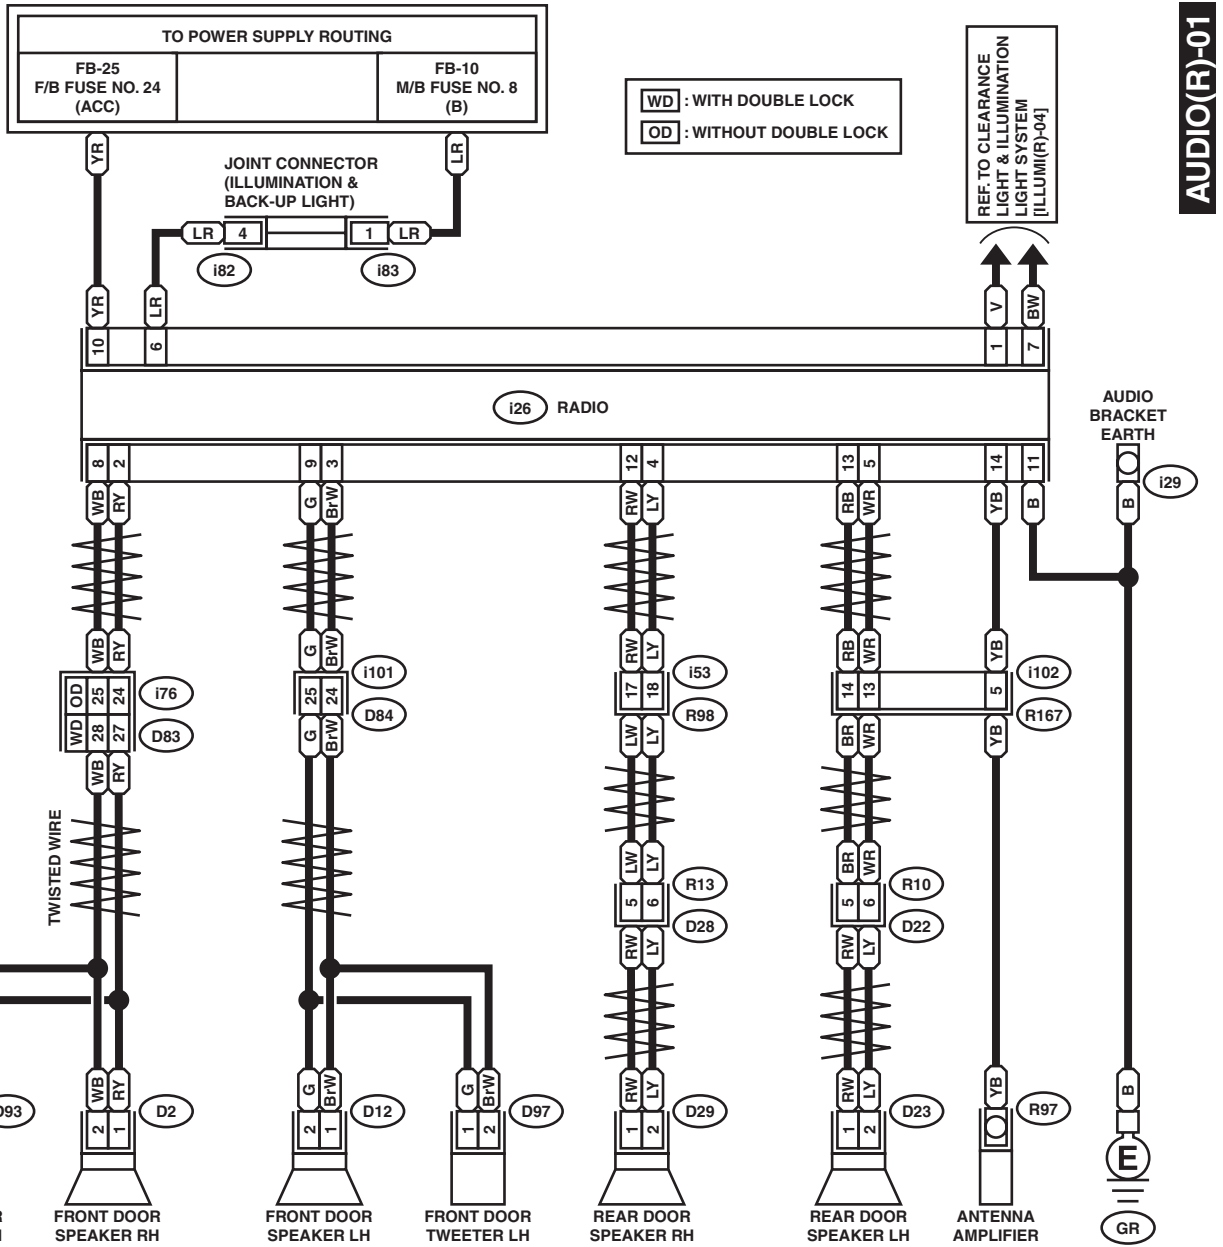 TO POWER SUPPLY ROUTING
FB-25
F/B FUSE NO. 24
(ACC)
FB-10
M/B FUSE NO. 8
(B)
WD : WITH DOUBLE LOCK
OD : WITHOUT DOUBLE LOCK
REF. TO CLEARANCE
LIGHT & ILLUMINATION
LIGHT SYSTEM
[ILLUMI(R)-04]
AUDIO(R)-01
YR
LR
JOINT CONNECTOR
(ILLUMINATION &
BACK-UP LIGHT)
LR 4 1 LR
i82 i83
YR LR V BW
10 6 1 7
i26 RADIO
AUDIO
BRACKET
EARTH
i29
8 2 9 3 12 4 13 5 14 11
WB RY G BrW RW LY RB WR YB B B
WB RY G BrW RW LY RB WR YB
i101 i53 i102
OD 25 24 i76 25 24 17 18 14 13 5
D84 R98 R167
WD 28 27 D83 G BrW LW LY BR WR YB
WB RY
TWISTED WIRE
LW LY BR WR
R13 R10
5 6 5 6
D28 D22
RW LY RW LY
WB RY G BrW G BrW RW LY RW LY YB B
D93 D2 D12 D97 D29 D23 R97
2 1 2 1 1 2 1 2 1 2
E
FRONT DOOR
SPEAKER RH
FRONT DOOR
SPEAKER LH
FRONT DOOR
TWEETER LH
REAR DOOR
SPEAKER RH
REAR DOOR
SPEAKER LH
ANTENNA
AMPLIFIER
GR